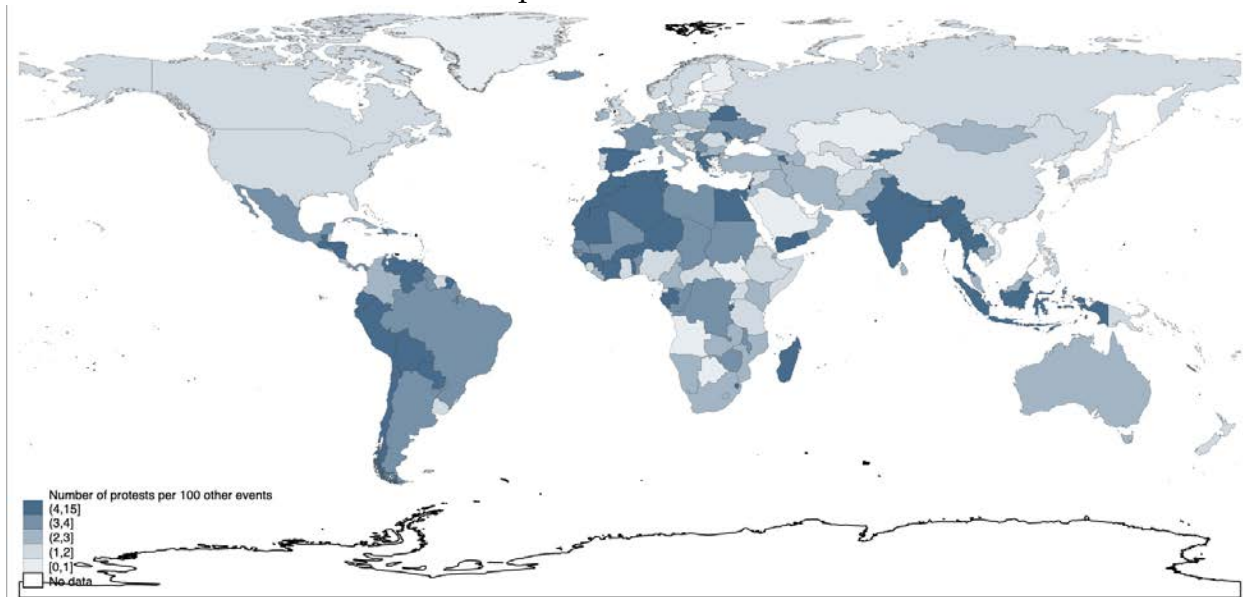 Number of protests per 100 other events
(4,15]
(3,4]
(2,3]
(1,2]
[0,1]
No data